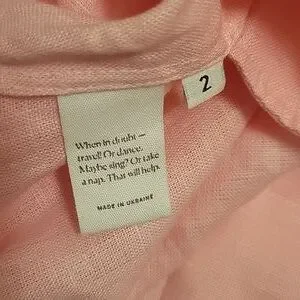 2
When in doubt —
travel! Or dance.
Maybe sing? Or take
a nap. That will help.
MADE IN UKRAINE